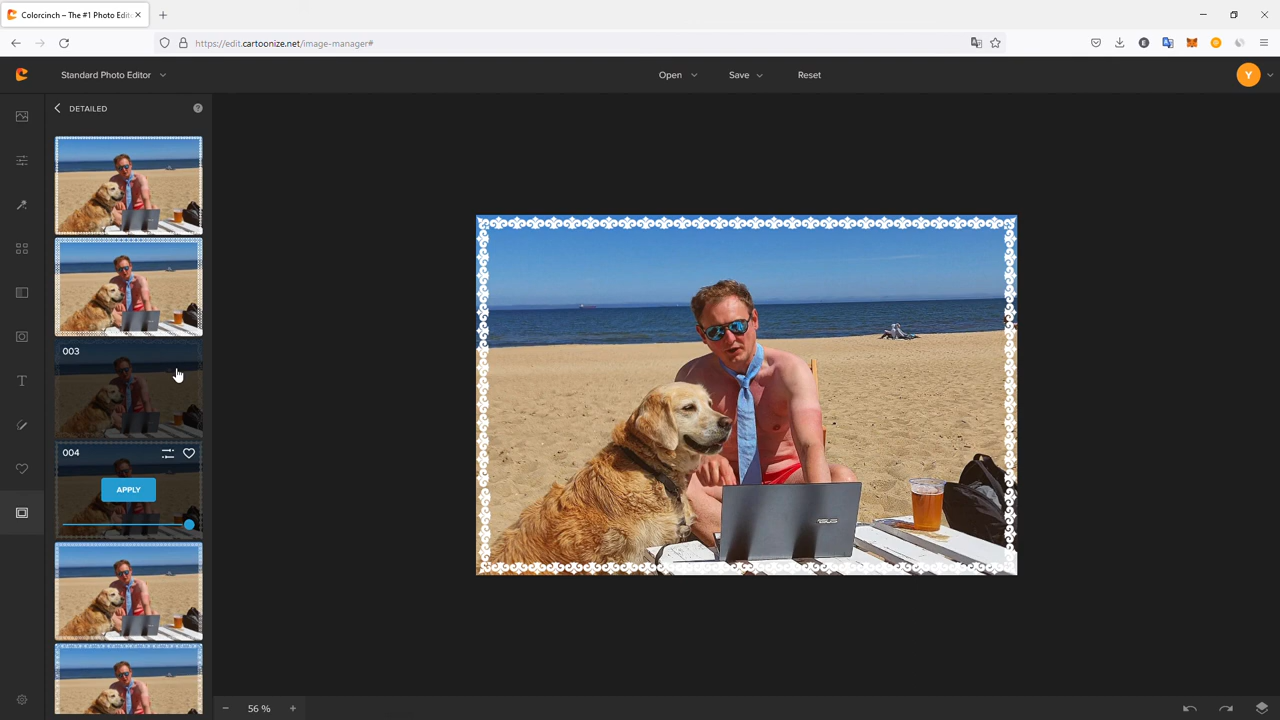 Colorcinch – The #1 Photo Edit
https://edit.cartoonize.net/image-manager#
Standard Photo Editor
Open
Save
Reset
Y
DETAILED
003
004
APPLY
ASUS
56 %